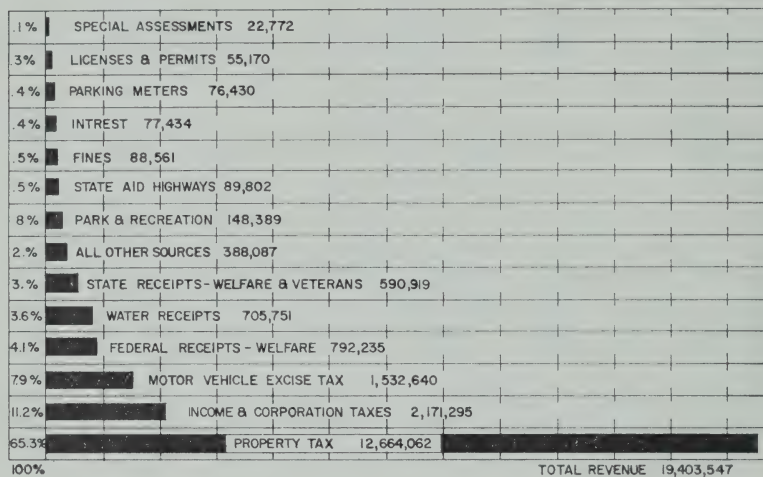 .1% SPECIAL ASSESSMENTS 22,772
.3% LICENSES & PERMITS 55,170
.4% PARKING METERS 76,430
.4% INTREST 77,434
.5% FINES 88,561
.5% STATE AID HIGHWAYS 89,802
8% PARK & RECREATION 148,389
2.% ALL OTHER SOURCES 388,087
3.% STATE RECEIPTS-WELFARE & VETERANS 590,919
3.6% WATER RECEIPTS 705,751
4.1% FEDERAL RECEIPTS-WELFARE 792,235
7.9% MOTOR VEHICLE EXCISE TAX 1,532,640
11.2% INCOME & CORPORATION TAXES 2,171,295
65.3% PROPERTY TAX 12,664,062
100% TOTAL REVENUE 19,403,547